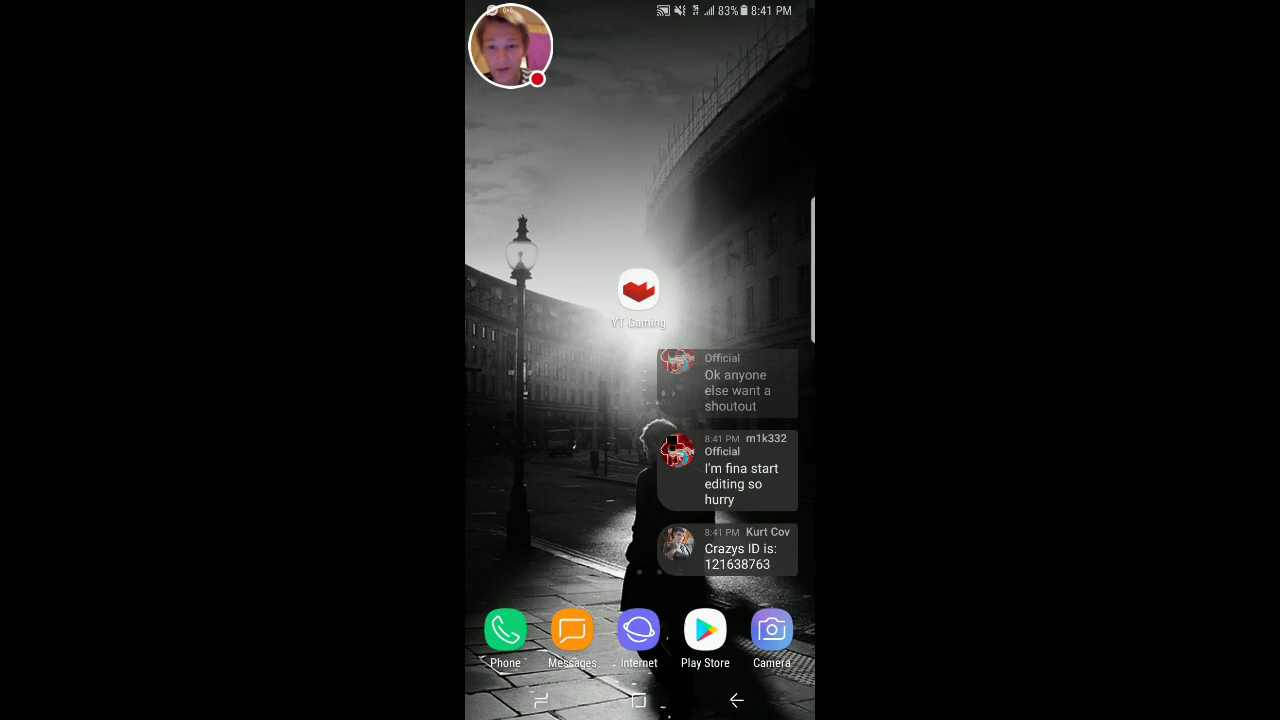 83% 8:41 PM
YT Gaming
Official
Ok anyone
else want a
shoutout
8:41 PM m1k332
Official
I'm fina start
editing so
hurry
8:41 PM Kurt Cov
Crazys ID is:
121638763
Phone
Messages
Internet
Play Store
Camera